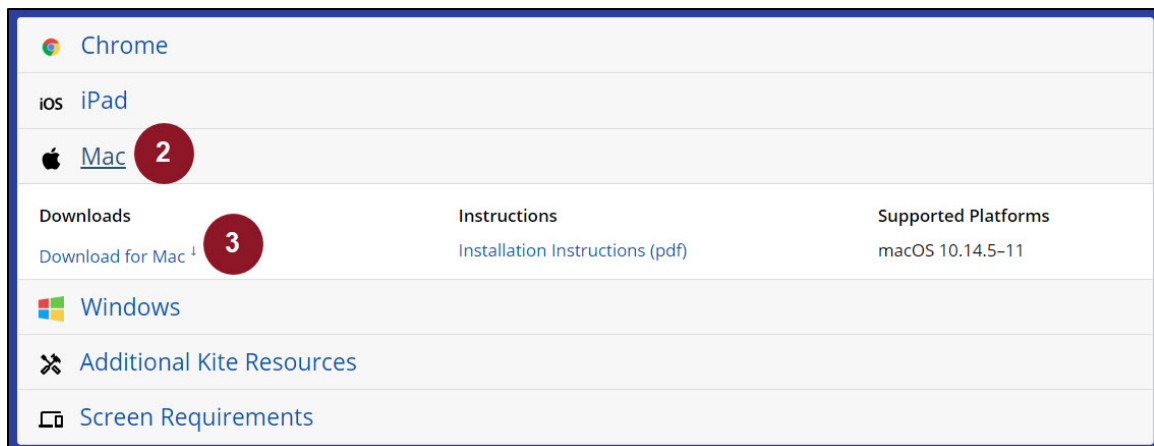 Chrome
iOS iPad
Mac 2
Downloads Instructions Supported Platforms
Download for Mac ↓ 3 Installation Instructions (pdf) macOS 10.14.5–11
Windows
Additional Kite Resources
Screen Requirements